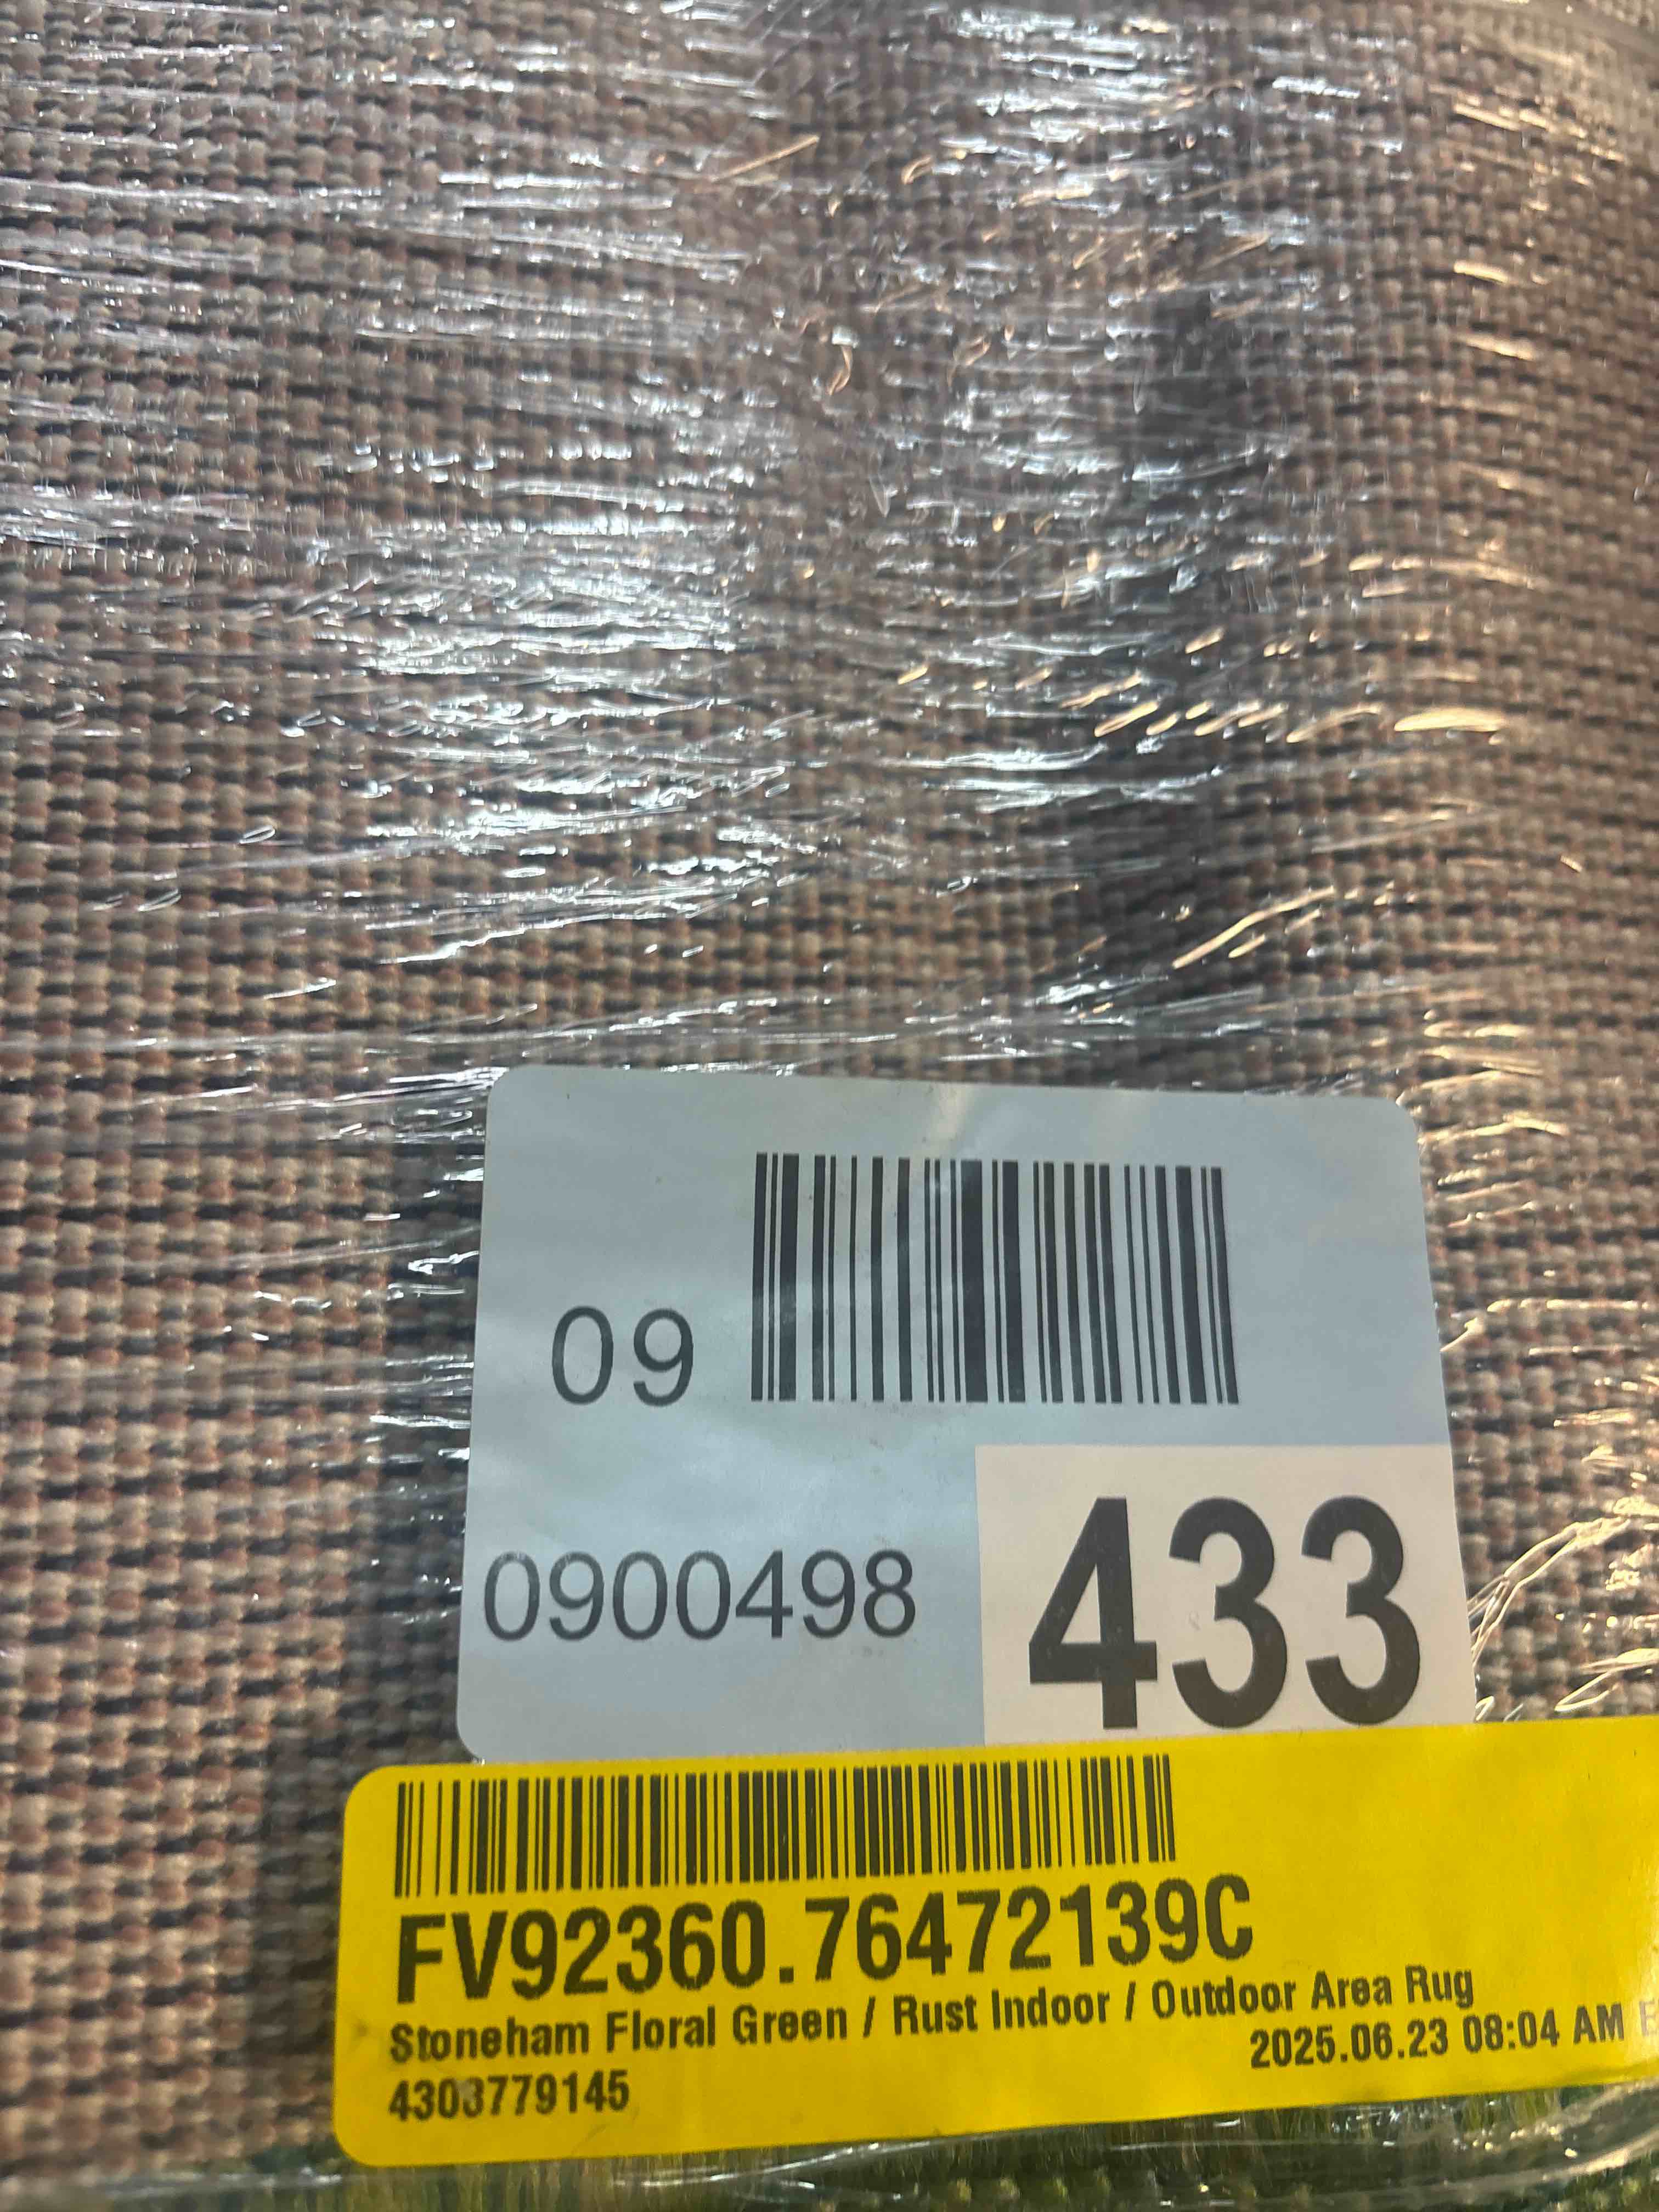 09
0900498
433
FV92360.76472139C
Stoneham Floral Green / Rust Indoor / Outdoor Area Rug
2025.06.23 08:04 AM
4303779145